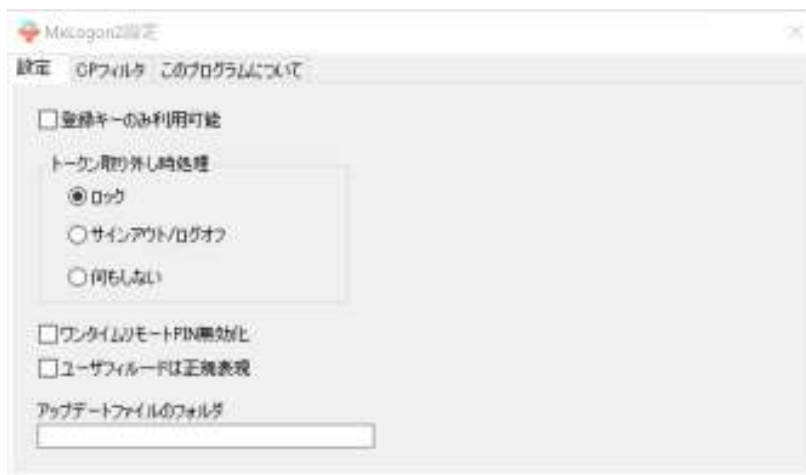 MxLogon2設定
設定 CPフィルタ このプログラムについて
登録キーのみ利用可能
トークン取り外し時処理
ロック
サインアウト/ログオフ
何もしない
ワンタイムリモートPIN無効化
ユーザフィルードは正規表現
アップデートファイルのフォルダ